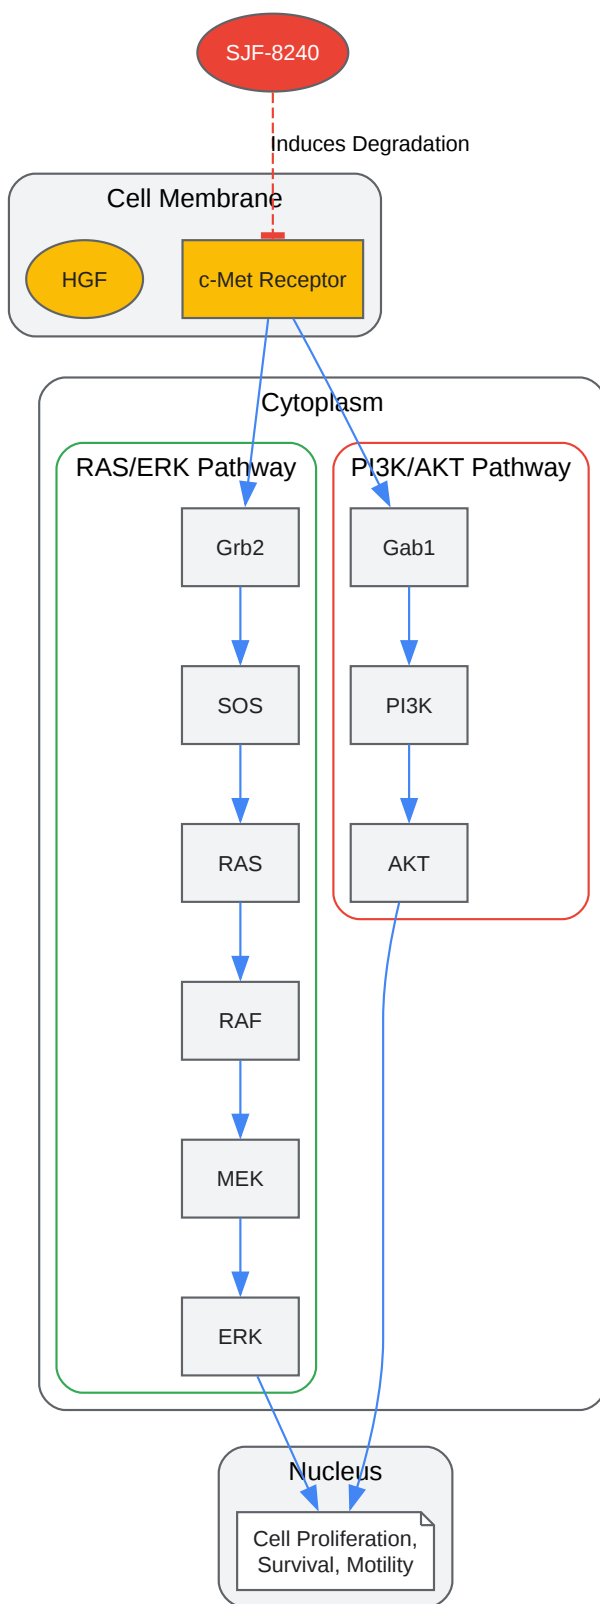 SJF-8240
Induces Degradation
Cell Membrane
HGF
c-Met Receptor
Cytoplasm
RAS/ERK Pathway
PI3K/AKT Pathway
Grb2
Gab1
SOS
PI3K
RAS
AKT
RAF
MEK
ERK
Nucleus
Cell Proliferation,
Survival, Motility